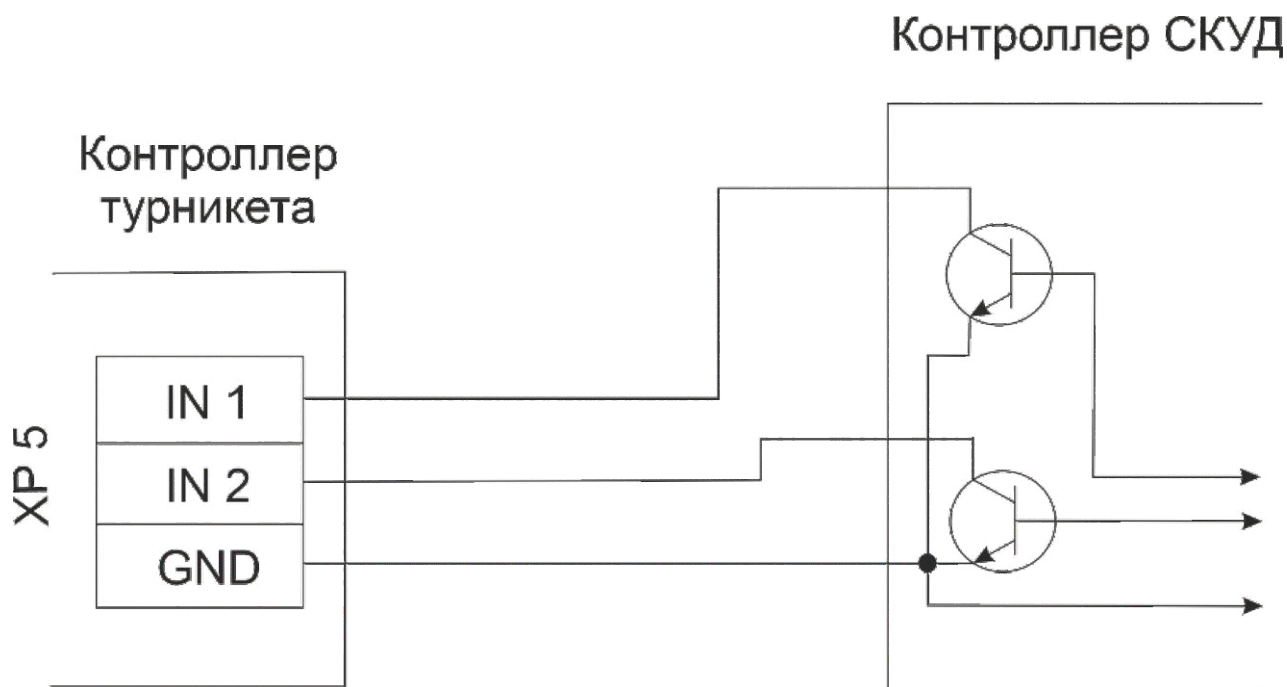 Контроллер СКУД
Контроллер
турникета
XP 5
IN 1
IN 2
GND